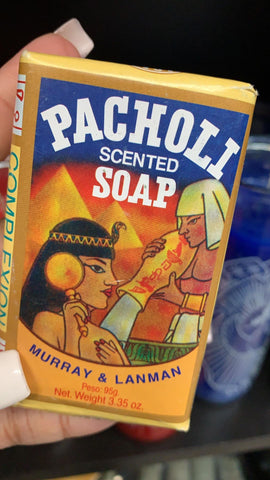 PACHOLI
SCENTED
SOAP
MURRAY & LANMAN
Peso: 95g
Net. Weight 3.35 oz.
COMPLEXION